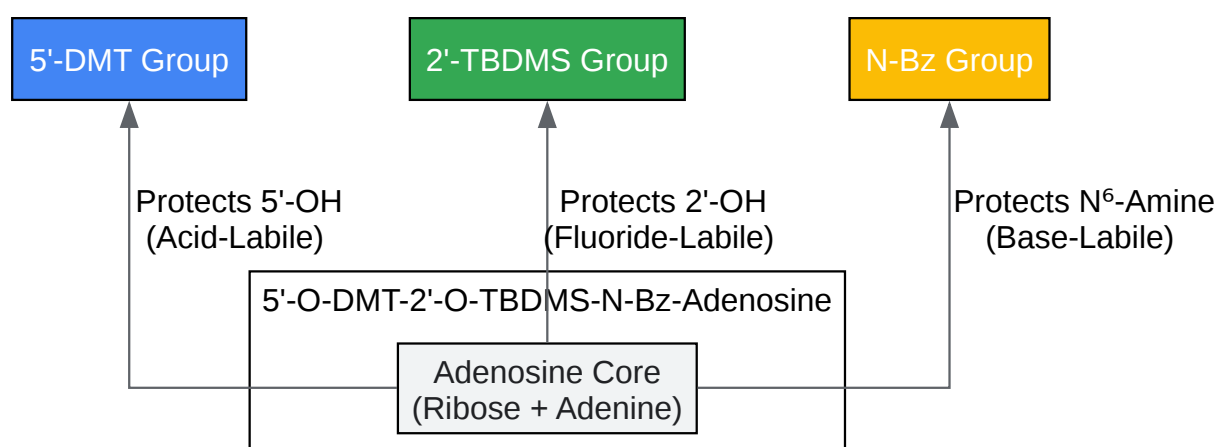 5'-DMT Group
2'-TBDMS Group
N-Bz Group
Protects 5'-OH
(Acid-Labile)
Protects 2'-OH
(Fluoride-Labile)
Protects N⁶-Amine
(Base-Labile)
5'-O-DMT-2'-O-TBDMS-N-Bz-Adenosine
Adenosine Core
(Ribose + Adenine)